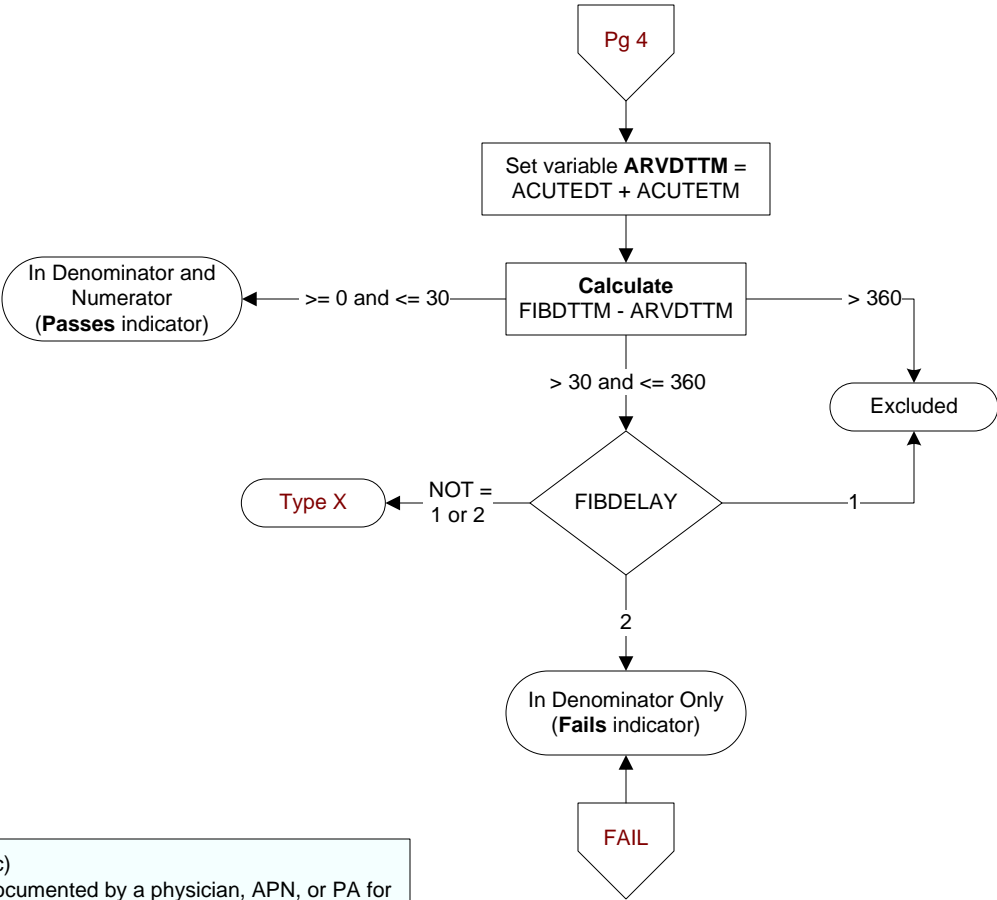 Pg 4
Set variable ARVDTTM =
ACUTEDT + ACUTETM
In Denominator and
Numerator
(Passes indicator)
>= 0 and <= 30
Calculate
FIBDTTM - ARVDTTM
> 360
> 30 and <= 360
Excluded
Type X
NOT =
1 or 2
FIBDELAY
1
2
In Denominator Only
(Fails indicator)
FAIL
c)
ocumented by a physician, APN, or PA for